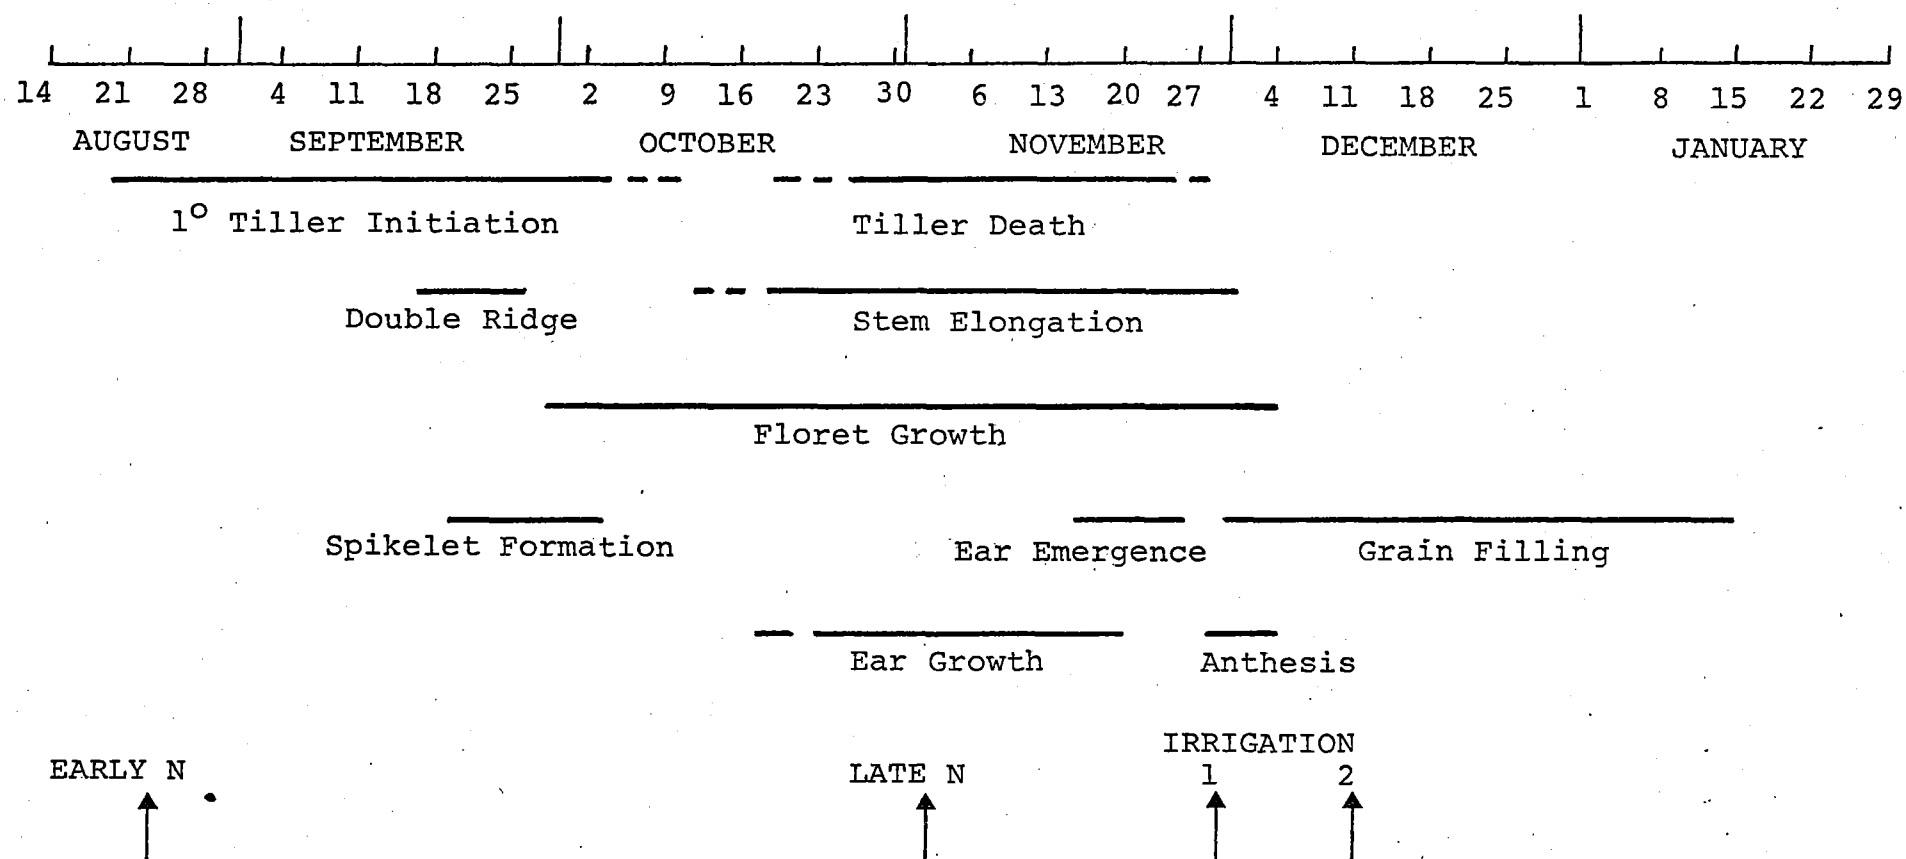 14 21 28 4 11 18 25 2 9 16 23 30 6 13 20 27 4 11 18 25 1 8 15 22 29
AUGUST SEPTEMBER OCTOBER NOVEMBER DECEMBER JANUARY
1° Tiller Initiation Tiller Death
Double Ridge Stem Elongation
Floret Growth
Spikelet Formation Ear Emergence Grain Filling
Ear Growth Anthesis
IRRIGATION
EARLY N LATE N 1 2